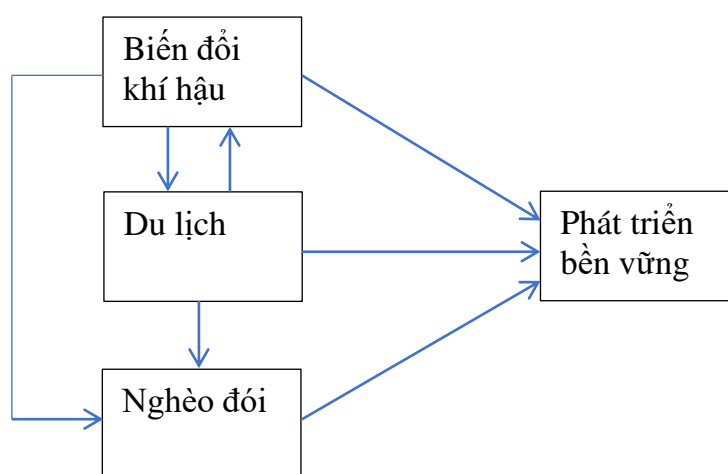 Biến đổi
khí hậu
Du lịch
Phát triển
bền vững
Nghèo đói